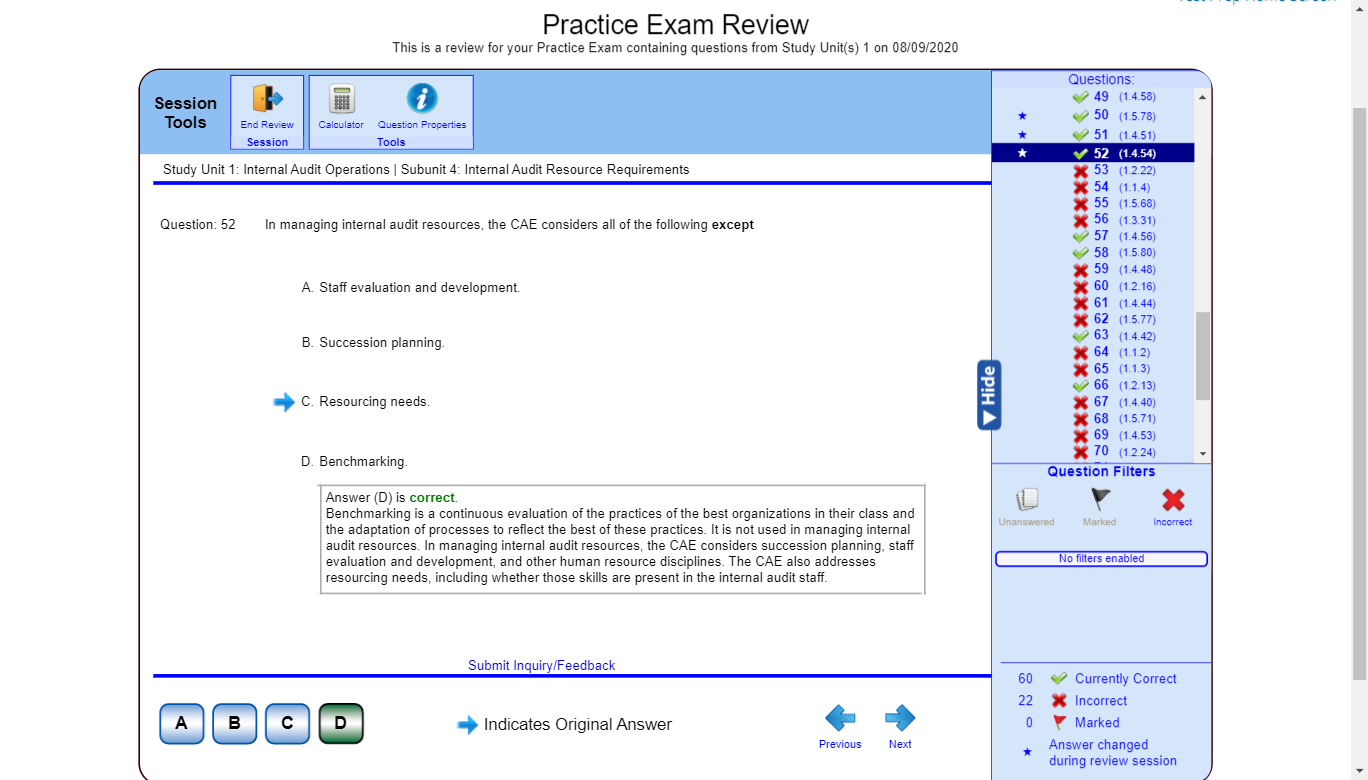 Practice Exam Review
This is a review for your Practice Exam containing questions from Study Unit(s) 1 on 08/09/2020
Session
Tools
End Review
Session
Calculator
Question Properties
Tools
Study Unit 1: Internal Audit Operations | Subunit 4: Internal Audit Resource Requirements
Question: 52
In managing internal audit resources, the CAE considers all of the following except
A. Staff evaluation and development.
B. Succession planning.
C. Resourcing needs.
D. Benchmarking.
Answer (D) is correct.
Benchmarking is a continuous evaluation of the practices of the best organizations in their class and
the adaptation of processes to reflect the best of these practices. It is not used in managing internal
audit resources. In managing internal audit resources, the CAE considers succession planning, staff
evaluation and development, and other human resource disciplines. The CAE also addresses
resourcing needs, including whether those skills are present in the internal audit staff.
Submit Inquiry/Feedback
A
B
C
D
Indicates Original Answer
Previous
Next
Hide
Questions:
49 (1.4.58)
50 (1.5.78)
51 (1.4.51)
52 (1.4.54)
53 (1.2.22)
54 (1.1.4)
55 (1.5.68)
56 (1.3.31)
57 (1.4.56)
58 (1.5.80)
59 (1.4.48)
60 (1.2.16)
61 (1.4.44)
62 (1.5.77)
63 (1.4.42)
64 (1.1.2)
65 (1.1.3)
66 (1.2.13)
67 (1.4.40)
68 (1.5.71)
69 (1.4.53)
70 (1.2.24)
Question Filters
Unanswered
Marked
Incorrect
No filters enabled
60 Currently Correct
22 Incorrect
0 Marked
Answer changed
during review session